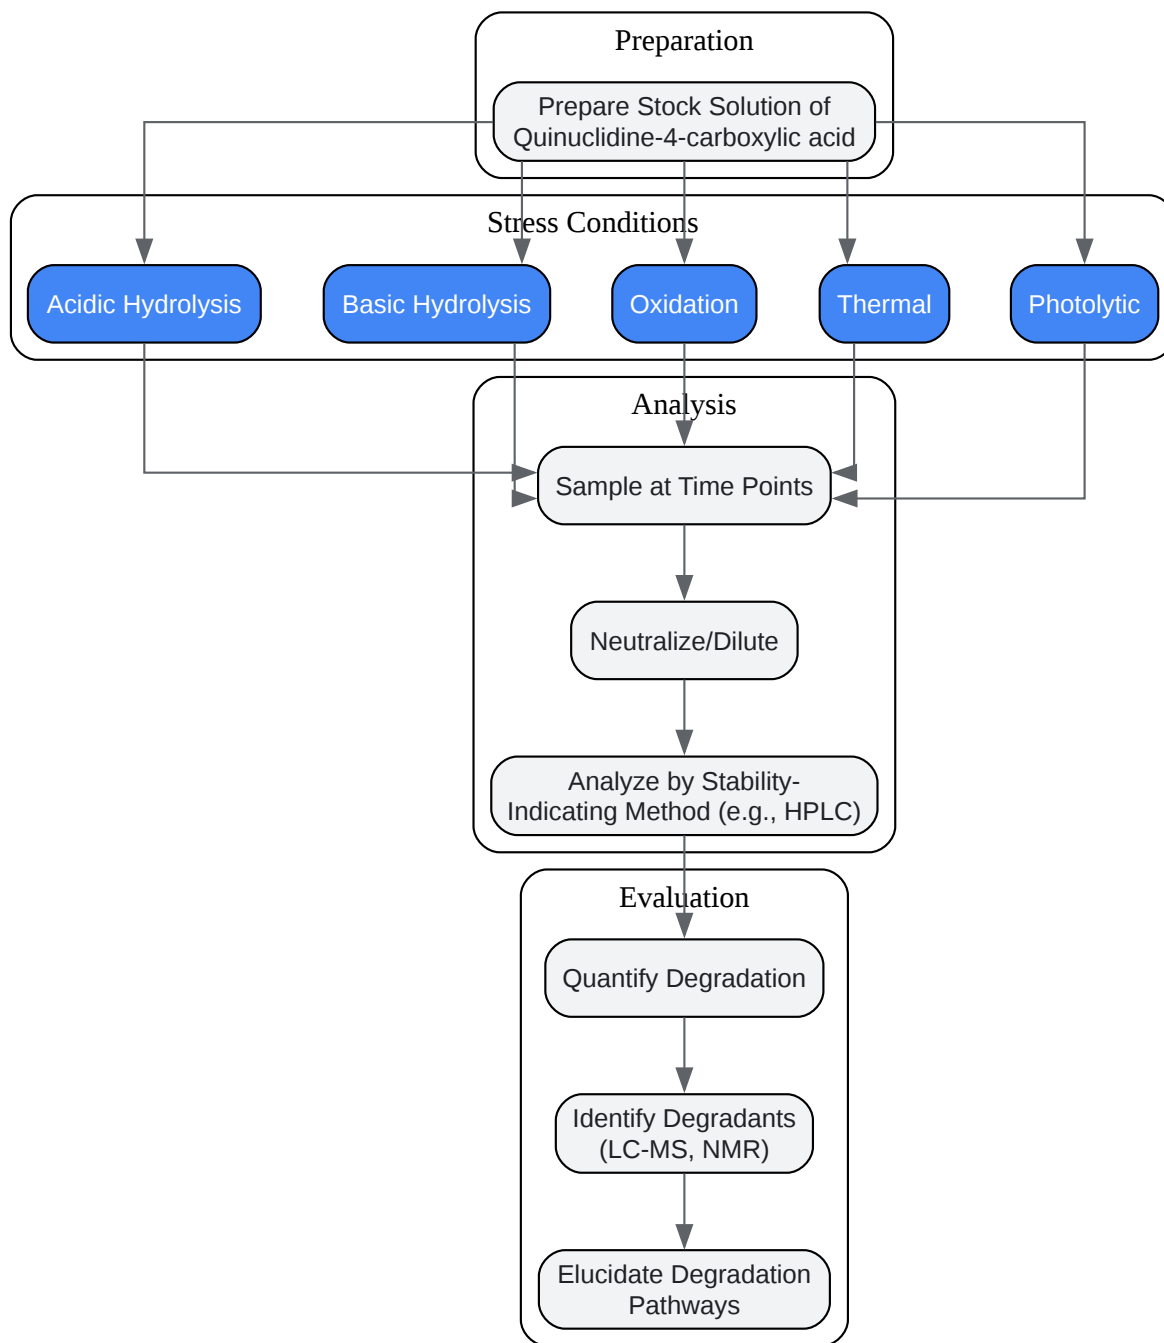 Preparation
Prepare Stock Solution of
Quinuclidine-4-carboxylic acid
Stress Conditions
Acidic Hydrolysis
Basic Hydrolysis
Oxidation
Thermal
Photolytic
Analysis
Sample at Time Points
Neutralize/Dilute
Analyze by Stability-
Indicating Method (e.g., HPLC)
Evaluation
Quantify Degradation
Identify Degradants
(LC-MS, NMR)
Elucidate Degradation
Pathways